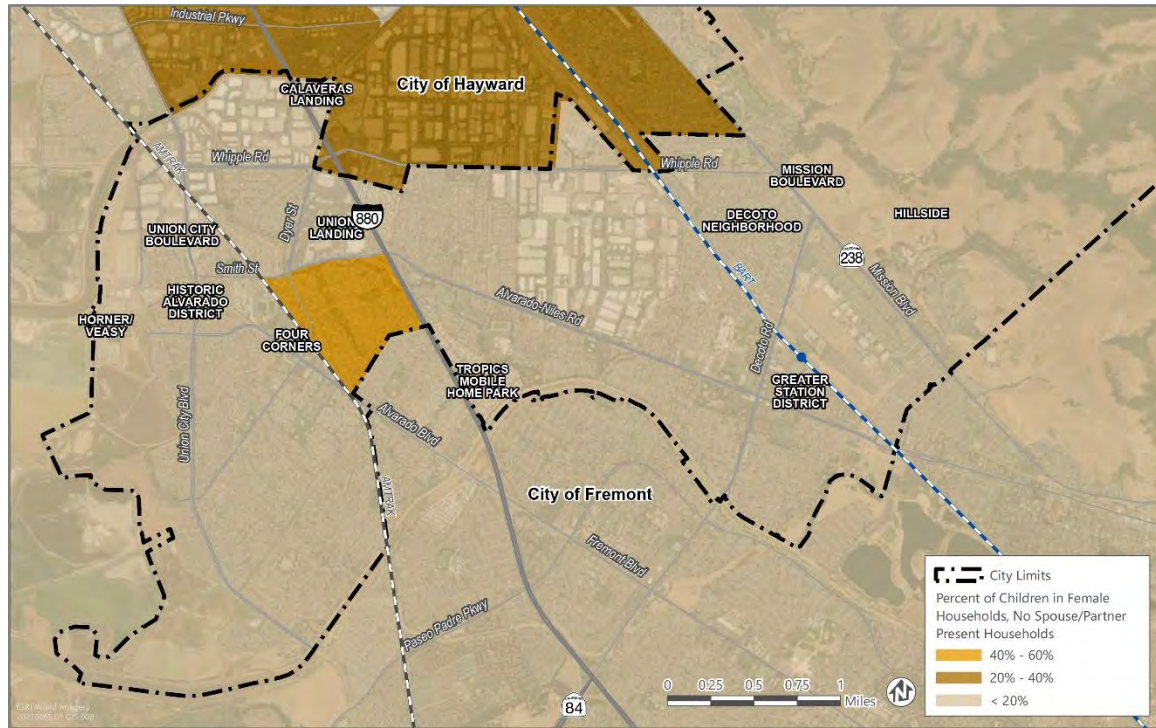 Industrial Pkwy
City of Hayward
CALAVERAS
LANDING
AMTRAK
Whipple Rd
Whipple Rd
MISSION
BOULEVARD
DECOTO
NEIGHBORHOOD
HILLSIDE
UNION CITY
BOULEVARD
Dyer St
UNION
LANDING
880
238
Mission Blvd
BART
Smith St
HISTORIC
ALVARADO
DISTRICT
HORNER/
VEASY
FOUR
CORNERS
Alvarado-Niles Rd
Decoto Rd
TROPICS
MOBILE
HOME PARK
GREATER
STATION
DISTRICT
Union City Blvd
Alvarado Blvd
AMTRAK
City of Fremont
Fremont Blvd
Paseo Padre Pkwy
84
0 0.25 0.5 0.75 1
Miles
N
City Limits
Percent of Children in Female
Households, No Spouse/Partner
Present Households
40% - 60%
20% - 40%
< 20%
ESRI World Imagery